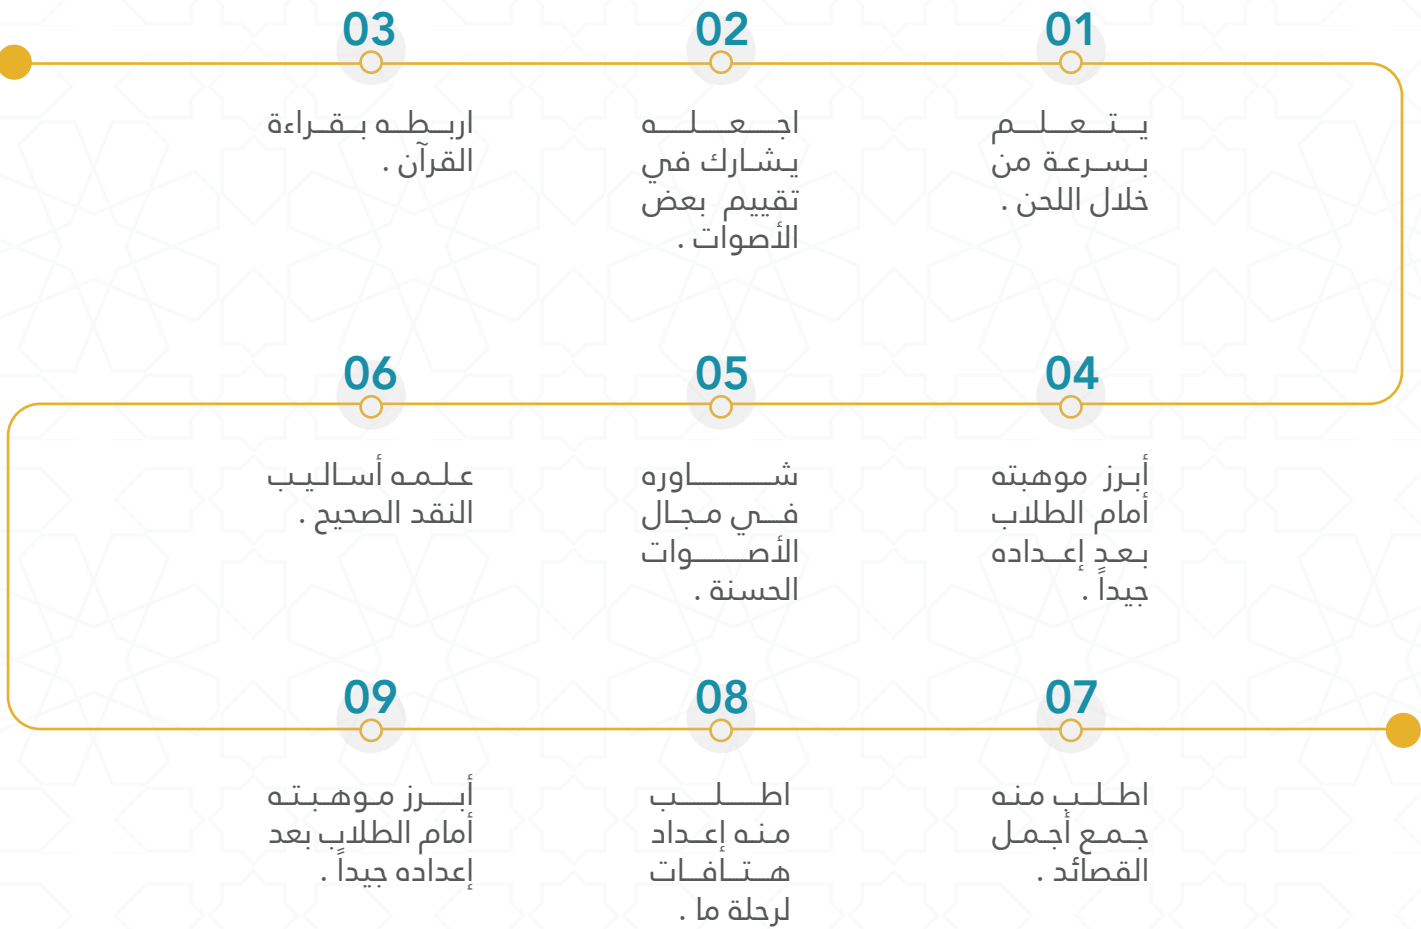 01
يتعلم
بسرعة من
خلال اللحن .
02
اجعله
يشارك في
تقييم بعض
الأصوات .
03
اربطه بقراءة
القرآن .
04
أبرز موهبته
أمام الطلاب
بعد إعداده
جيداً .
05
شاوره
في مجال
الأصوات
الحسنة .
06
علمه أساليب
النقد الصحيح .
07
اطلب منه
جمع أجمل
القصائد .
08
اطلب
منه إعداد
هتافات
لرحلة ما .
09
أبرز موهبته
أمام الطلاب بعد
إعداده جيداً .